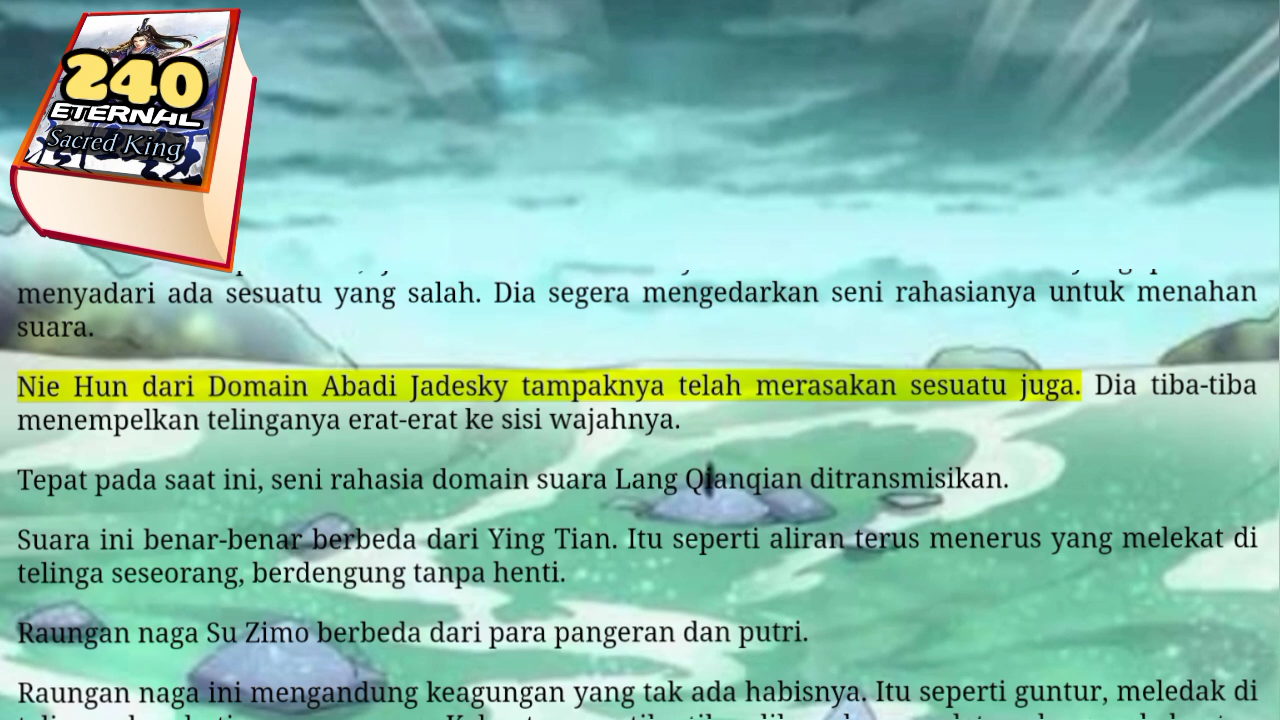 240
ETERNAL
Sacred King
menyadari ada sesuatu yang salah. Dia segera mengedarkan seni rahasianya untuk menahan
suara.
Nie Hun dari Domain Abadi Jadesky tampaknya telah merasakan sesuatu juga. Dia tiba-tiba
menempelkan telinganya erat-erat ke sisi wajahnya.
Tepat pada saat ini, seni rahasia domain suara Lang Qianqian ditransmisikan.
Suara ini benar-benar berbeda dari Ying Tian. Itu seperti aliran terus menerus yang melekat di
telinga seseorang, berdengung tanpa henti.
Raungan naga Su Zimo berbeda dari para pangeran dan putri.
Raungan naga ini mengandung keagungan yang tak ada habisnya. Itu seperti guntur, meledak di